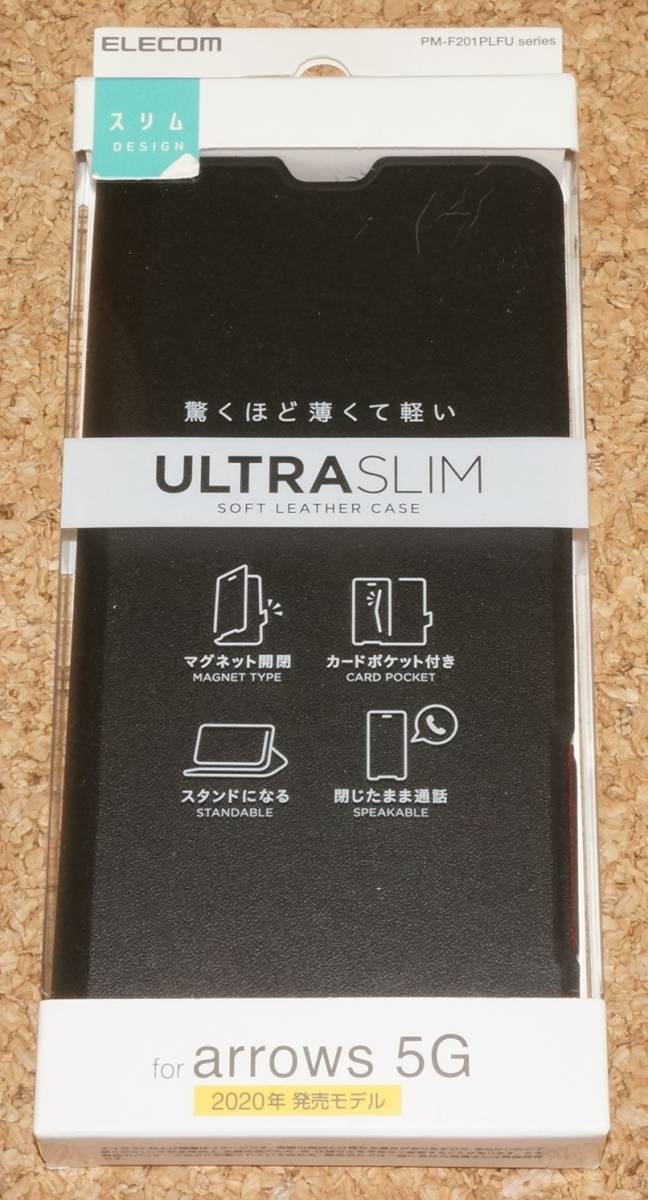 ELECOM
PM-F201PLFU series
スリム
DESIGN
驚くほど薄くて軽い
ULTRASLIM
SOFT LEATHER CASE
マグネット開閉
MAGNET TYPE
カードポケット付き
CARD POCKET
スタンドになる
STANDABLE
閉じたまま通話
SPEAKABLE
for arrows 5G
2020年 発売モデル